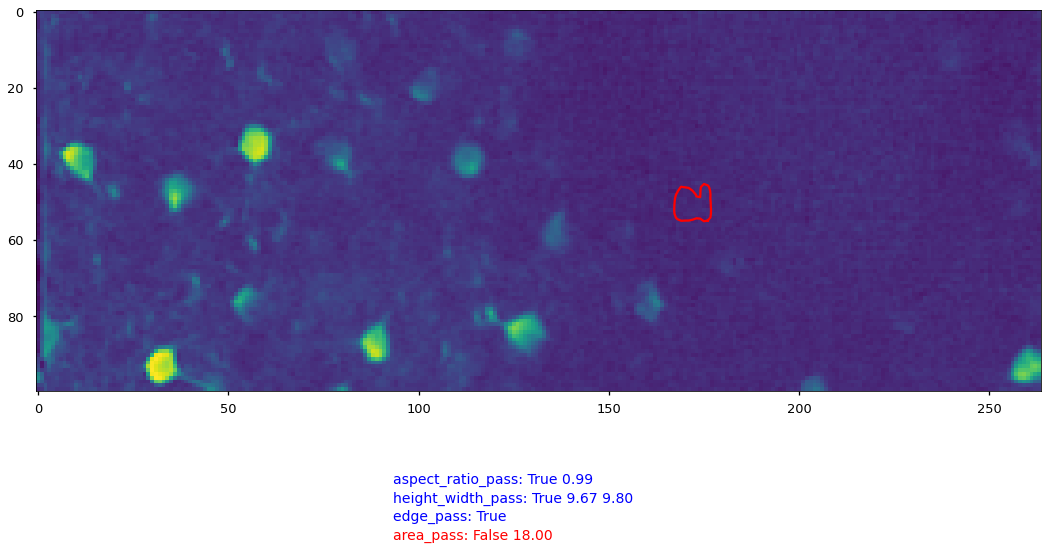 0
20
40
60
80
0 50 100 150 200 250
aspect_ratio_pass: True 0.99
height_width_pass: True 9.67 9.80
edge_pass: True
area_pass: False 18.00